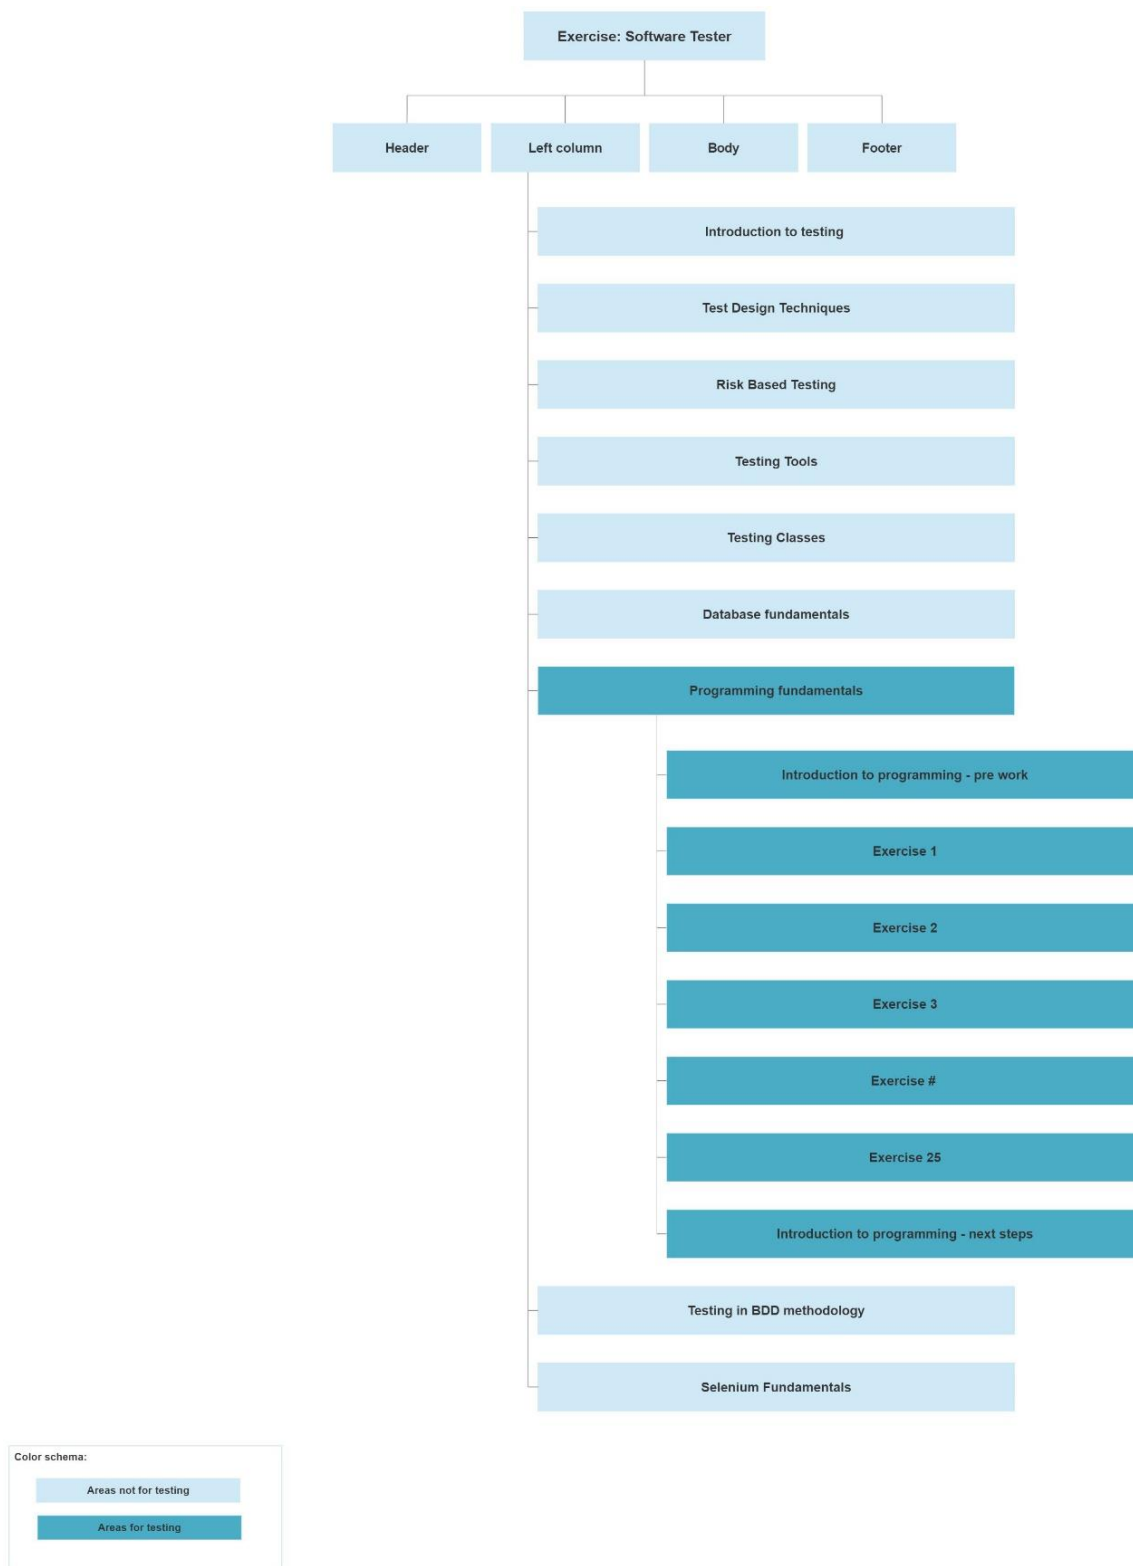 Exercise: Software Tester
Header
Left column
Body
Footer
Introduction to testing
Test Design Techniques
Risk Based Testing
Testing Tools
Testing Classes
Database fundamentals
Programming fundamentals
Introduction to programming - pre work
Exercise 1
Exercise 2
Exercise 3
Exercise #
Exercise 25
Introduction to programming - next steps
Testing in BDD methodology
Selenium Fundamentals
Color schema:
Areas not for testing
Areas for testing